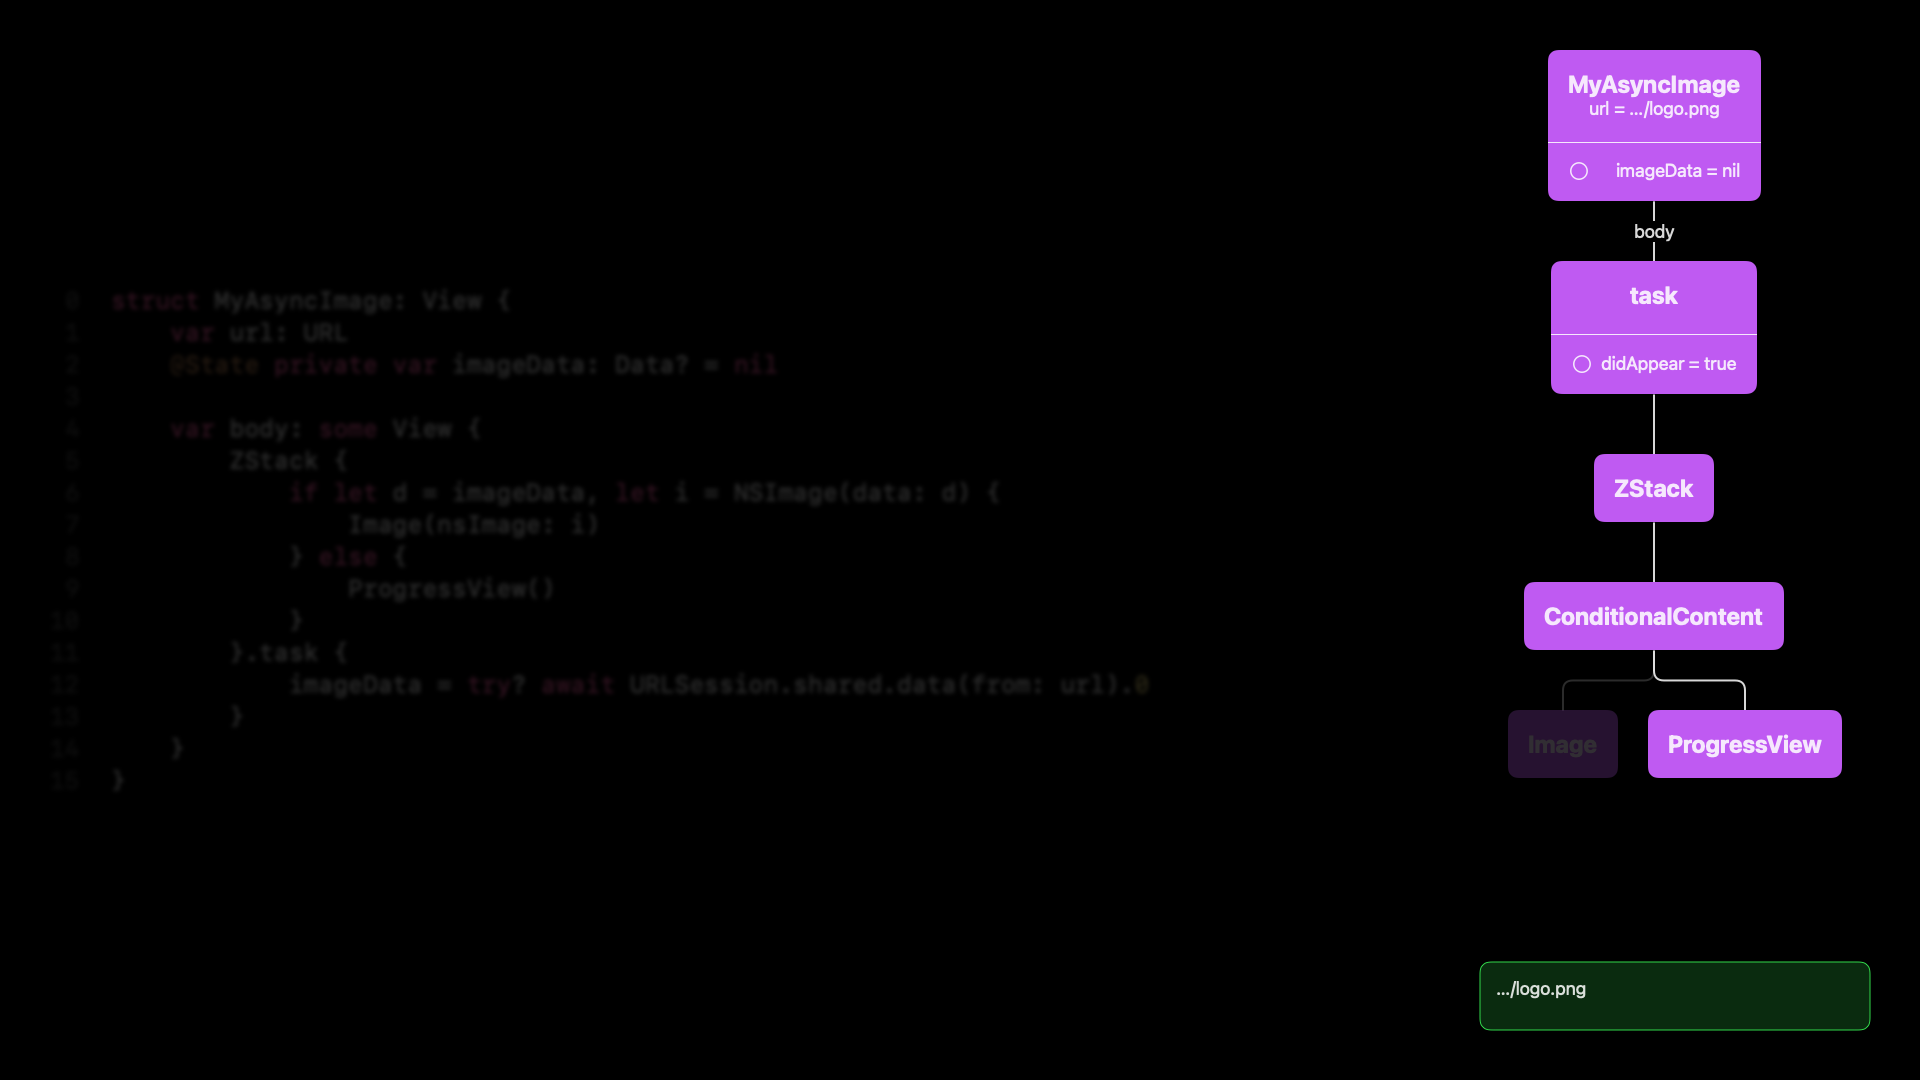 0 struct MyAsyncImage: View {
1     var url: URL
2     @State private var imageData: Data? = nil
3
4     var body: some View {
5         ZStack {
6             if let d = imageData, let i = NSImage(data: d) {
7                 Image(nsImage: i)
8             } else {
9                 ProgressView()
10             }
11         }.task {
12             imageData = try? await URLSession.shared.data(from: url).0
13         }
14     }
15 }
MyAsyncImage
url = .../logo.png
imageData = nil
body
task
didAppear = true
ZStack
ConditionalContent
Image
ProgressView
.../logo.png